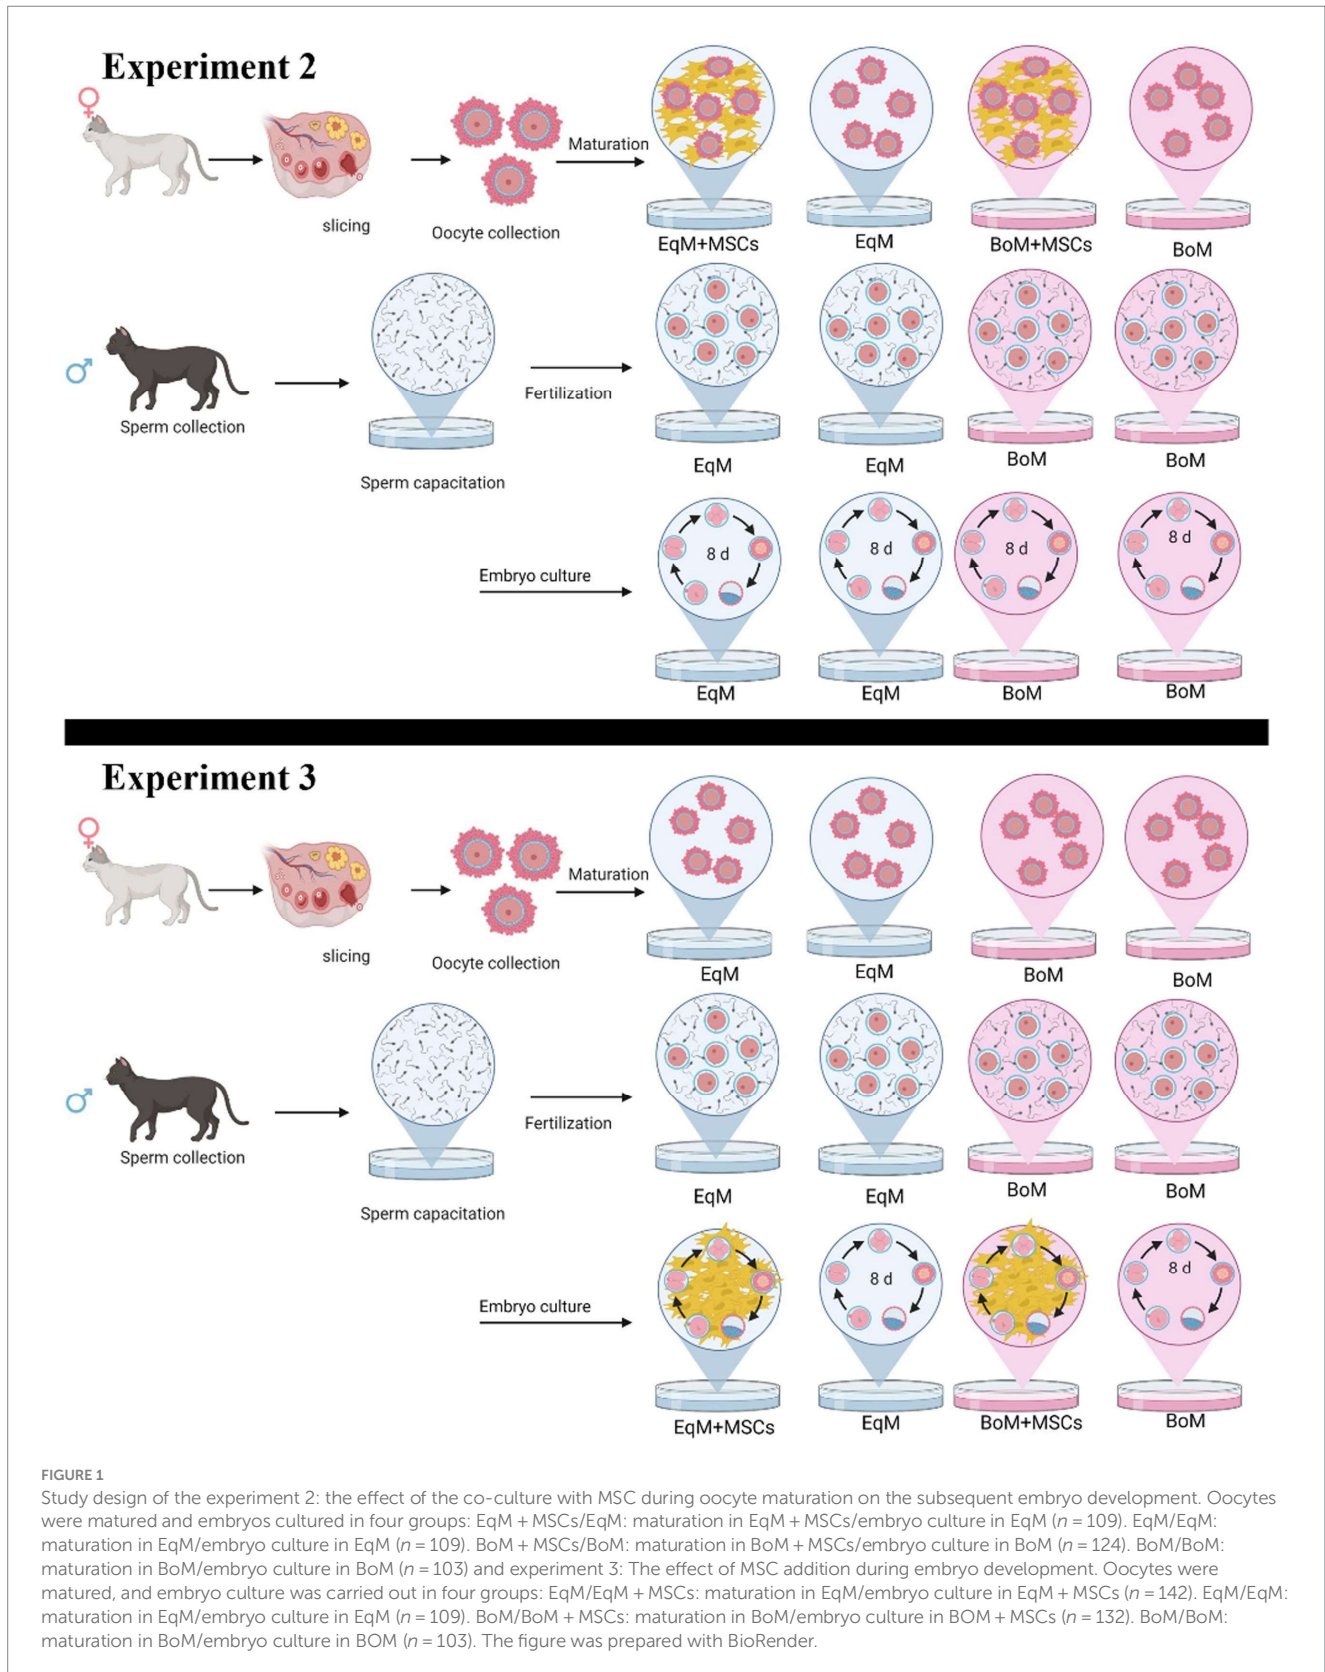 Experiment 2
Maturation
slicing
Oocyte collection
EqM+MSCs
EqM
BoM+MSCs
BoM
Sperm collection
Sperm capacitation
Fertilization
EqM
EqM
BoM
BoM
Embryo culture
8 d
8 d
8 d
8 d
EqM
EqM
BoM
BoM
Experiment 3
Maturation
slicing
Oocyte collection
EqM
EqM
BoM
BoM
Sperm collection
Sperm capacitation
Fertilization
EqM
EqM
BoM
BoM
Embryo culture
8 d
8 d
EqM+MSCs
EqM
BoM+MSCs
BoM
FIGURE 1
Study design of the experiment 2: the effect of the co-culture with MSC during oocyte maturation on the subsequent embryo development. Oocytes
were matured and embryos cultured in four groups: EqM + MSCs/EqM: maturation in EqM + MSCs/embryo culture in EqM (n = 109). EqM/EqM:
maturation in EqM/embryo culture in EqM (n = 109). BoM + MSCs/BoM: maturation in BoM + MSCs/embryo culture in BoM (n = 124). BoM/BoM:
maturation in BoM/embryo culture in BoM (n = 103) and experiment 3: The effect of MSC addition during embryo development. Oocytes were
matured, and embryo culture was carried out in four groups: EqM/EqM + MSCs: maturation in EqM/embryo culture in EqM + MSCs (n = 142). EqM/EqM:
maturation in EqM/embryo culture in EqM (n = 109). BoM/BoM + MSCs: maturation in BoM/embryo culture in BOM + MSCs (n = 132). BoM/BoM:
maturation in BoM/embryo culture in BOM (n = 103). The figure was prepared with BioRender.